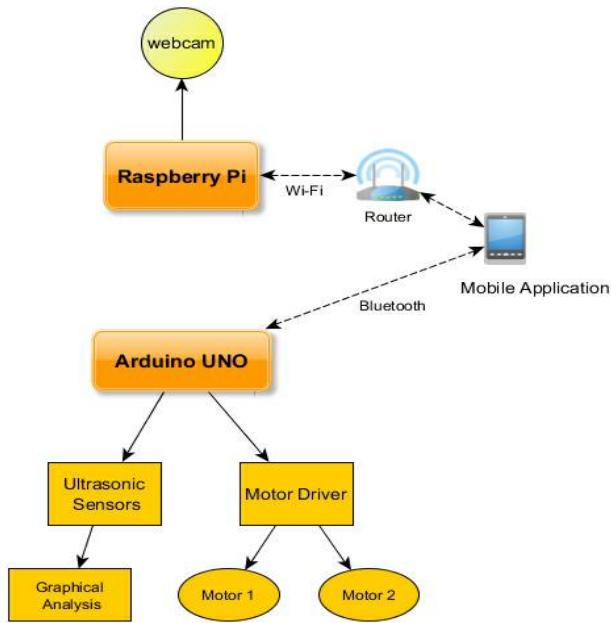 webcam
Raspberry Pi
Wi-Fi
Router
Mobile Application
Bluetooth
Arduino UNO
Ultrasonic
Sensors
Motor Driver
Graphical
Analysis
Motor 1
Motor 2